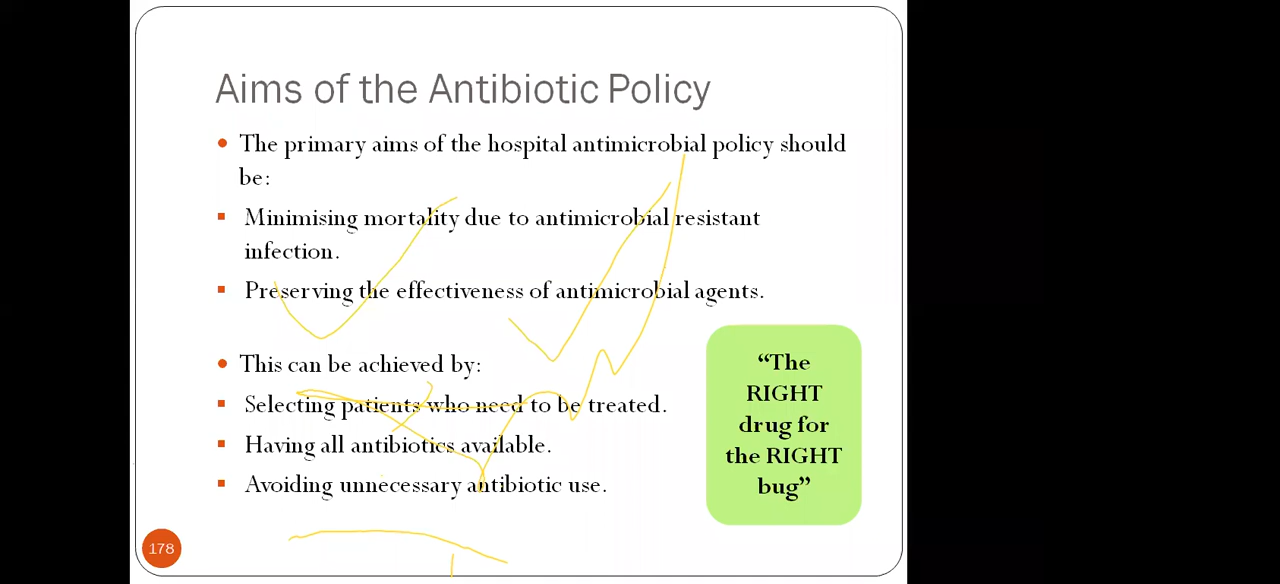 Aims of the Antibiotic Policy
The primary aims of the hospital antimicrobial policy should
be:
Minimising mortality due to antimicrobial resistant
infection.
Preserving the effectiveness of antimicrobial agents.
This can be achieved by:
Selecting patients who need to be treated.
Having all antibiotics available.
Avoiding unnecessary antibiotic use.
“The
RIGHT
drug for
the RIGHT
bug”
178